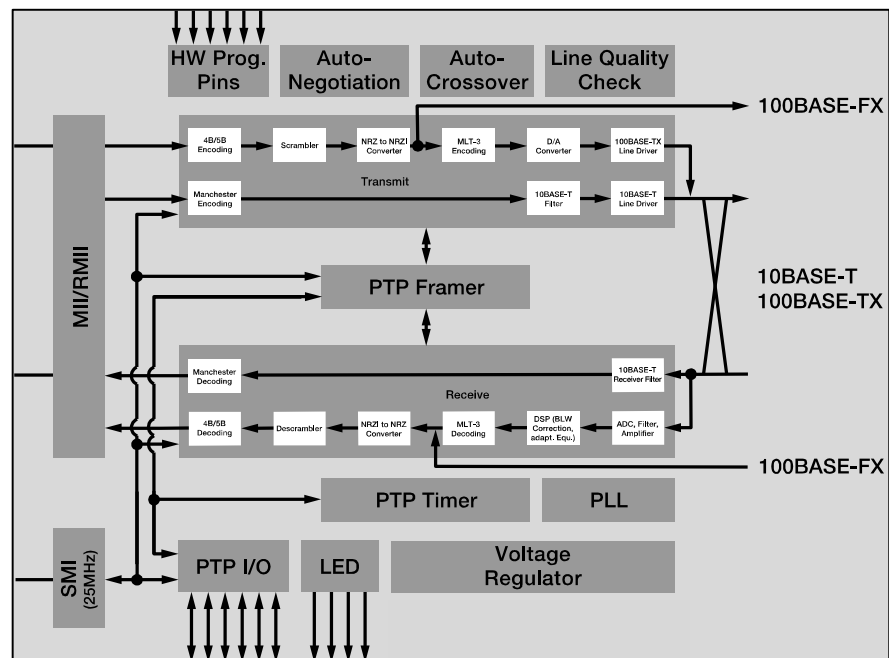 HW Prog.
Pins
Auto-
Negotiation
Auto-
Crossover
Line Quality
Check
100BASE-FX
4B/5B
Encoding
Scrambler
NRZ to NRZI
Converter
MLT-3
Encoding
D/A
Converter
100BASE-TX
Line Driver
Transmit
Manchester
Encoding
10BASE-T
Filter
10BASE-T
Line Driver
MII/RMII
PTP Framer
10BASE-T
100BASE-TX
Manchester
Decoding
10BASE-T
Receiver Filter
Receive
4B/5B
Decoding
Descrambler
NRZI to NRZ
Converter
MLT-3
Decoding
DSP (BLW
Correction,
adapt. Equ.)
ADC, Filter,
Amplifier
100BASE-FX
PTP Timer
PLL
SMI
(25MHz)
PTP I/O
LED
Voltage
Regulator